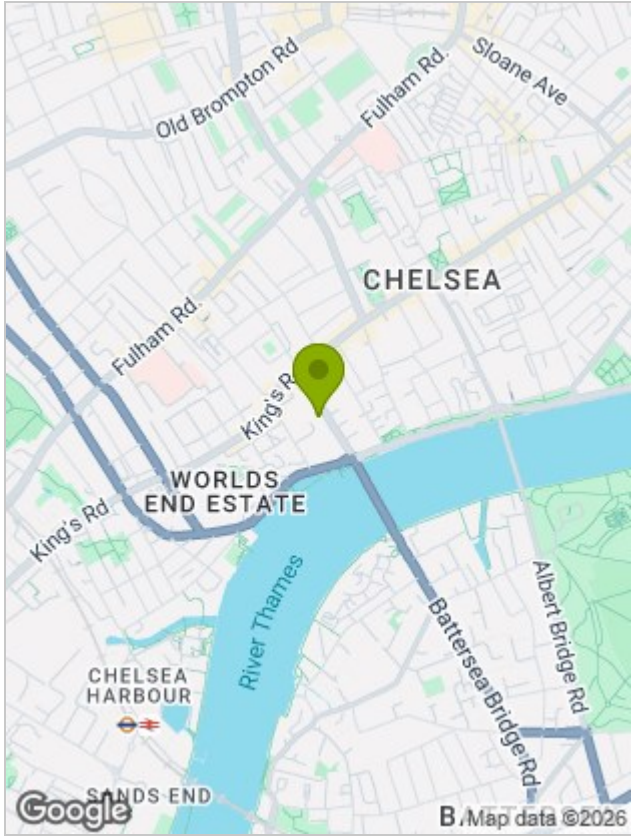 Old Brompton Rd
Fulham Rd.
Sloane Ave
CHELSEA
Fulham Rd.
King's R
WORLDS
END ESTATE
King's Rd
River Thames
Battersea Bridge Rd
Albert Bridge Rd
CHELSEA
HARBOUR
SANDS END
Google
Map data ©2026